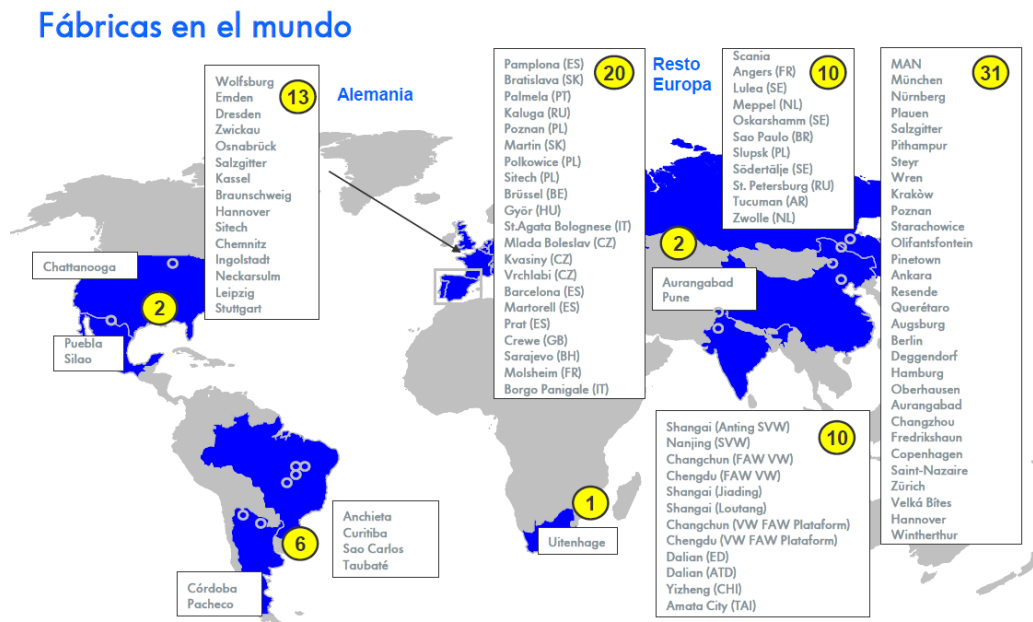 Fábricas en el mundo
Wolfsburg
Emden
Dresden
Zwickau
Osnabrück
Salzgitter
Kassel
Braunschweig
Hannover
Sitech
Chemnitz
Ingolstadt
Neckarsulm
Leipzig
Stuttgart
13
Alemania
Pamplona (ES)
Bratislava (SK)
Palmela (PT)
Kaluga (RU)
Poznan (PL)
Martin (SK)
Polkowice (PL)
Sitech (PL)
Brüssel (BE)
Györ (HU)
St.Agata Bolognese (IT)
Mlada Boleslav (CZ)
Kvasiny (CZ)
Vrchlabi (CZ)
Barcelona (ES)
Martorell (ES)
Prat (ES)
Crewe (GB)
Sarajevo (BH)
Molsheim (FR)
Borgo Panigale (IT)
20
Resto
Europa
Scania
Angers (FR)
Lulea (SE)
Meppel (NL)
Oskarshamm (SE)
Sao Paulo (BR)
Slupsk (PL)
Södertälje (SE)
St. Petersburg (RU)
Tucuman (AR)
Zwolle (NL)
10
MAN
München
Nürnberg
Plauen
Salzgitter
Pithampur
Steyr
Wren
Krakòw
Poznan
Starachowice
Olifantsfontein
Pinetown
Ankara
Resende
Querétaro
Augsburg
Berlin
Deggendorf
Hamburg
Oberhausen
Aurangabad
Changzhou
Fredrikshaun
Copenhagen
Saint-Nazaire
Zürich
Velká Bítes
Hannover
Wintherthur
31
Chattanooga
2
Puebla
Silao
2
Aurangabad
Pune
Shangai (Anting SVW)
Nanjing (SVW)
Changchun (FAW VW)
Chengdu (FAW VW)
Shangai (Jiading)
Shangai (Loutang)
Changchun (VW FAW Plataform)
Chengdu (VW FAW Plataform)
Dalian (ED)
Dalian (ATD)
Yizheng (CHI)
Amata City (TAI)
10
1
Uitenhage
Anchieta
Curitiba
Sao Carlos
Taubaté
6
Córdoba
Pacheco